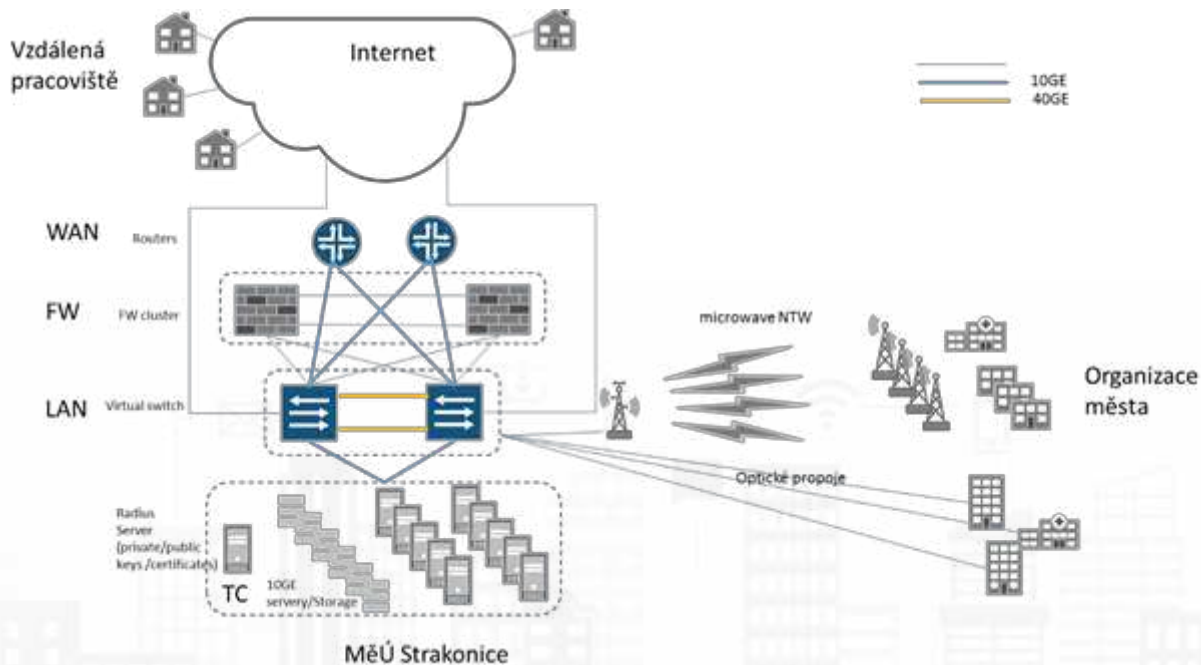 Vzdálená
pracoviště
Internet
10GE
40GE
WAN
Routers
FW
FW cluster
microwave NTW
Organizace
města
LAN
Virtual switch
Optické propoje
Radius
Server
(private/public
keys /certificates)
TC
10GE
servery/Storage
MěÚ Strakonice